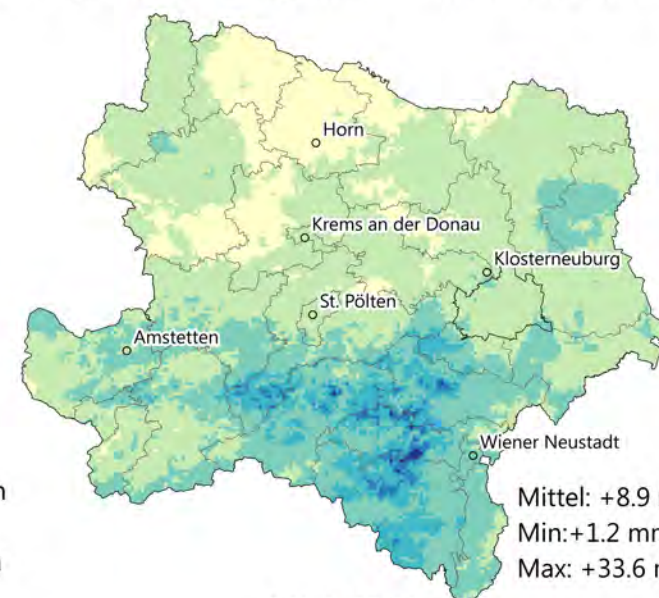 Horn
Krems an der Donau
Klosterneuburg
St. Pölten
Amstetten
Wiener Neustadt
Mittel: +8.9
Min:+1.2 mm
Max: +33.6